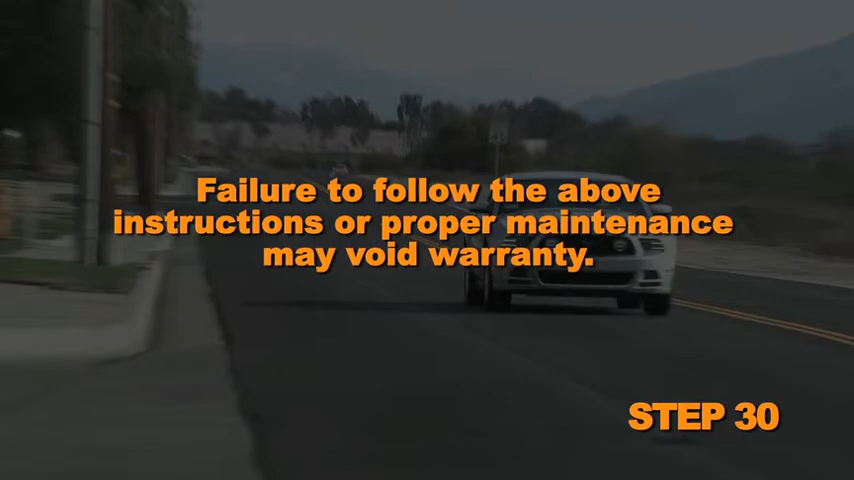 Failure to follow the above
instructions or proper maintenance
may void warranty.
STEP 30